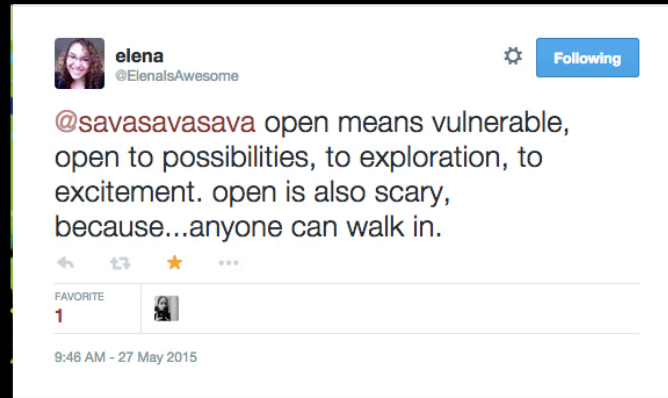 elena
@ElenaIsAwesome
Following
@savasavasava open means vulnerable,
open to possibilities, to exploration, to
excitement. open is also scary,
because...anyone can walk in.
FAVORITE
1
9:46 AM - 27 May 2015